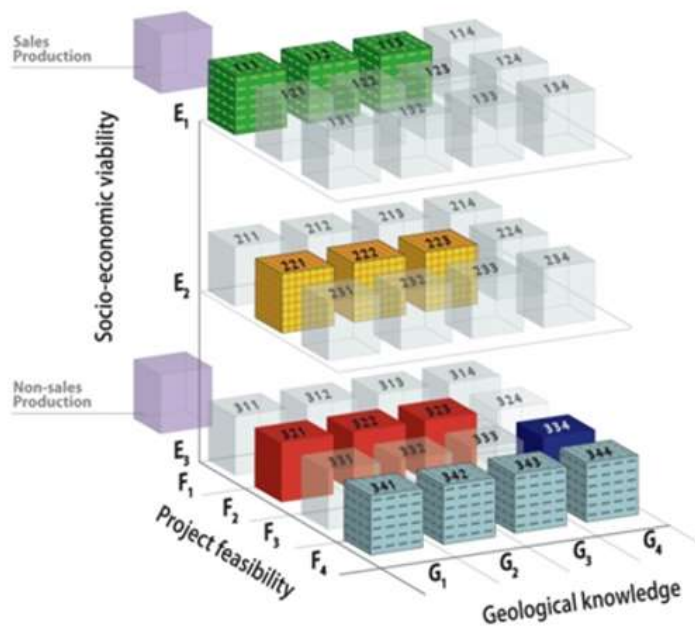 Sales
Production
Socio-economic viability
E1
111 112 113 114
121 122 123 124
131 132 133 134
E2
211 212 213 214
221 222 223 224
231 232 233 234
Non-sales
Production
E3
311 312 313 314
321 322 323 324
331 332 333 334
341 342 343 344
F1
F2
F3
F4
Project feasibility
G1
G2
G3
G4
Geological knowledge